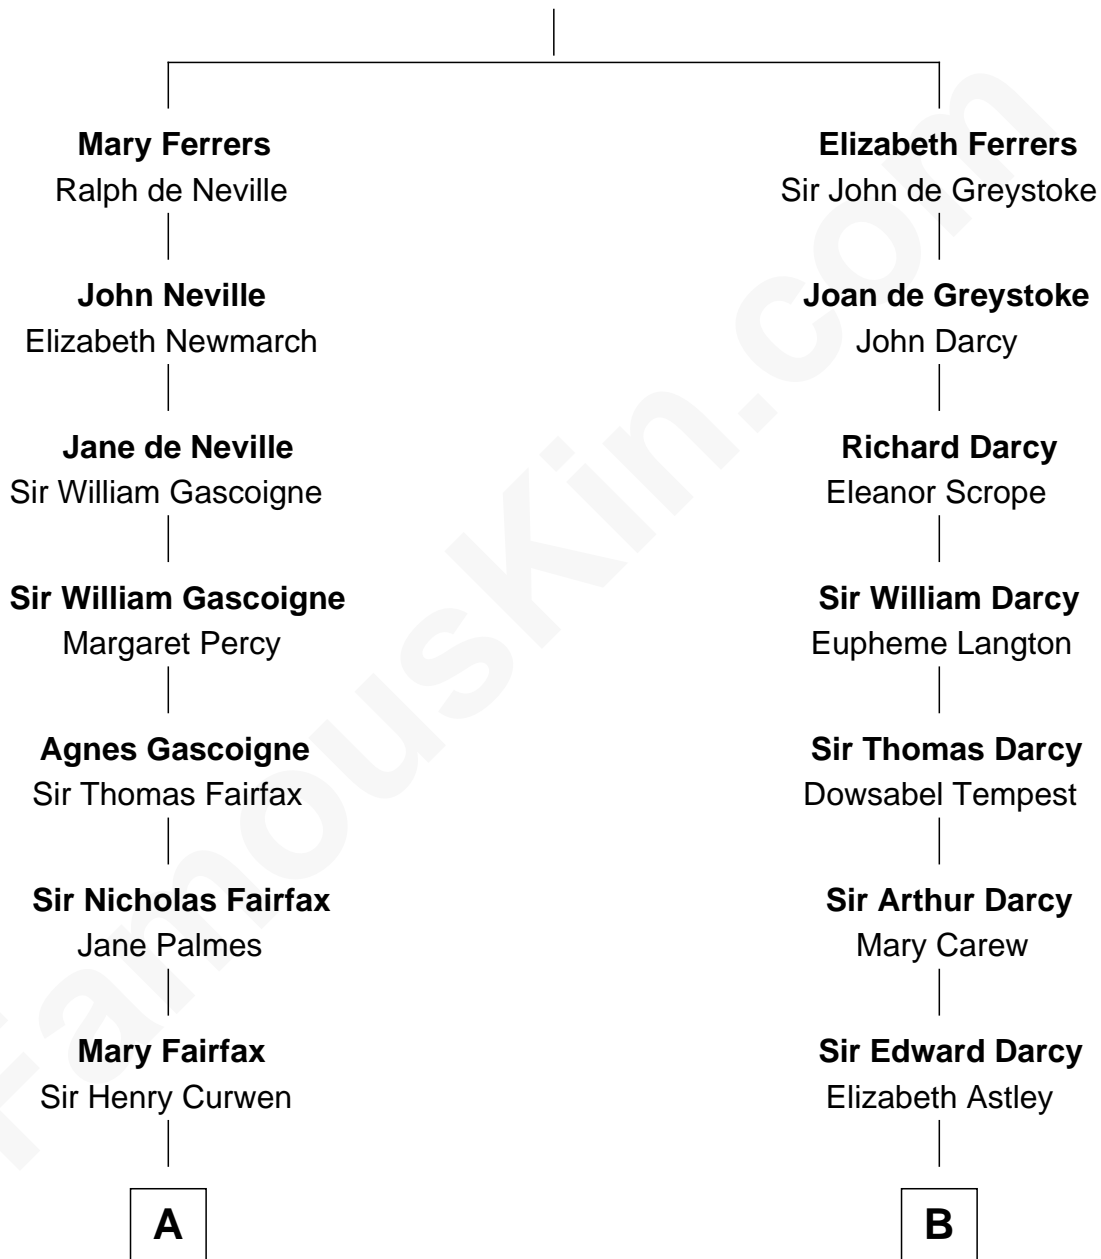 Mary Ferrers
Ralph de Neville
John Neville
Elizabeth Newmarch
Jane de Neville
Sir William Gascoigne
Sir William Gascoigne
Margaret Percy
Agnes Gascoigne
Sir Thomas Fairfax
Sir Nicholas Fairfax
Jane Palmes
Mary Fairfax
Sir Henry Curwen
A
Elizabeth Ferrers
Sir John de Greystoke
Joan de Greystoke
John Darcy
Richard Darcy
Eleanor Scrope
Sir William Darcy
Eupheme Langton
Sir Thomas Darcy
Dowsabel Tempest
Sir Arthur Darcy
Mary Carew
Sir Edward Darcy
Elizabeth Astley
B
FamousKin.com